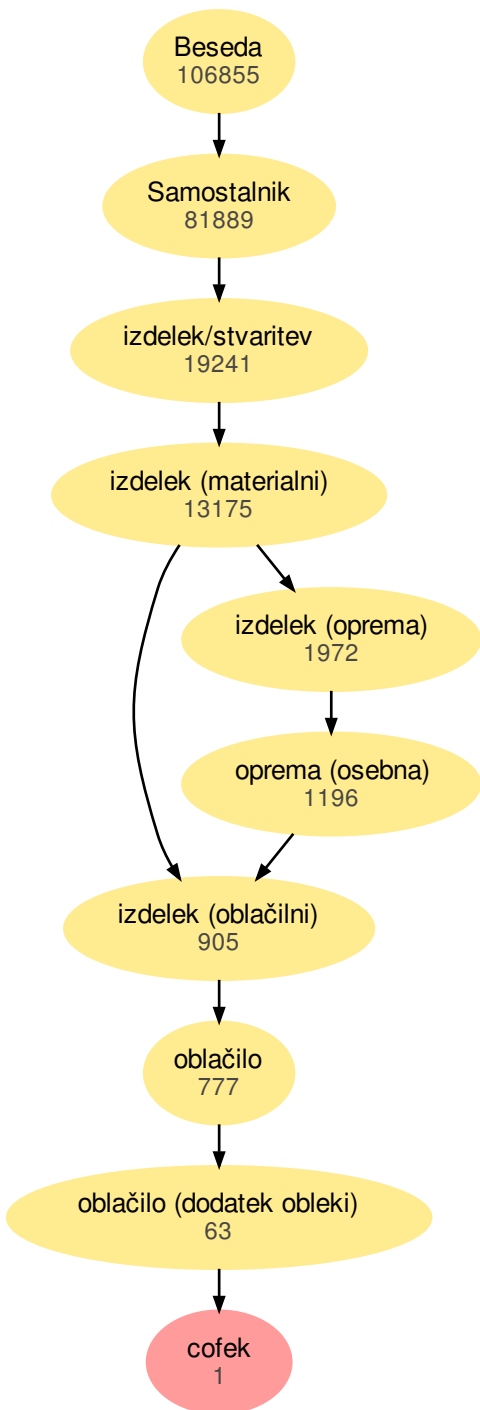 Beseda
106855
Samostalnik
81889
izdelek/stvaritev
19241
izdelek (materialni)
13175
izdelek (oprema)
1972
oprema (osebna)
1196
izdelek (oblačilni)
905
oblačilo
777
oblačilo (dodatek obleki)
63
cofek
1